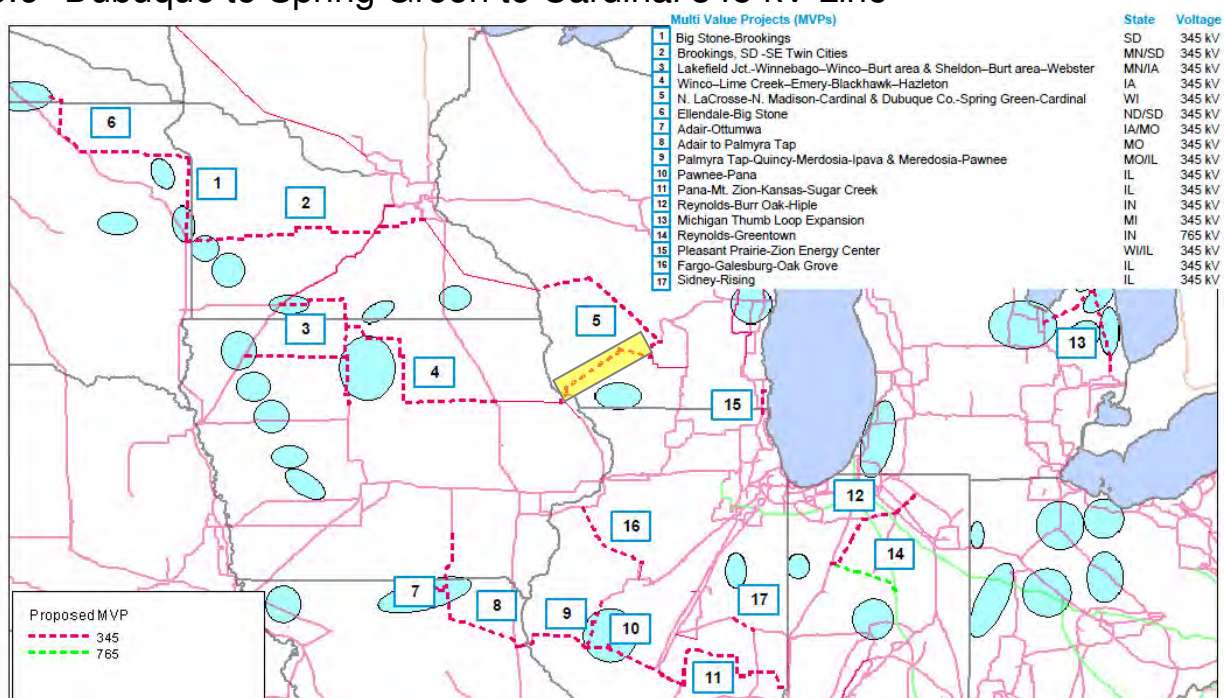 Dubuque to Spring Green to Cardinal 345 kV Line
Multi Value Projects (MVPs) State Voltage
1 Big Stone-Brookings SD 345 kV
2 Brookings, SD -SE Twin Cities MN/SD 345 kV
3 Lakefield Jct.-Winnebago–Winco–Burt area & Sheldon–Burt area–Webster MN/IA 345 kV
4 Winco–Lime Creek–Emery-Blackhawk–Hazleton IA 345 kV
5 N. LaCrosse-N. Madison-Cardinal & Dubuque Co.-Spring Green-Cardinal WI 345 kV
6 Ellendale-Big Stone ND/SD 345 kV
7 Adair-Ottumwa IA/MO 345 kV
8 Adair to Palmyra Tap MO 345 kV
9 Palmyra Tap-Quincy-Merdosia-Ipava & Meredosia-Pawnee MO/IL 345 kV
10 Pawnee-Pana IL 345 kV
11 Pana-Mt. Zion-Kansas-Sugar Creek IL 345 kV
12 Reynolds-Burr Oak-Hiple IN 345 kV
13 Michigan Thumb Loop Expansion MI 345 kV
14 Reynolds-Greentown IN 765 kV
15 Pleasant Prairie-Zion Energy Center WI/IL 345 kV
16 Fargo-Galesburg-Oak Grove IL 345 kV
17 Sidney-Rising IL 345 kV
6
1
2
3
5
4
13
15
12
16
14
7
8
9
10
17
11
Proposed MVP
345
765